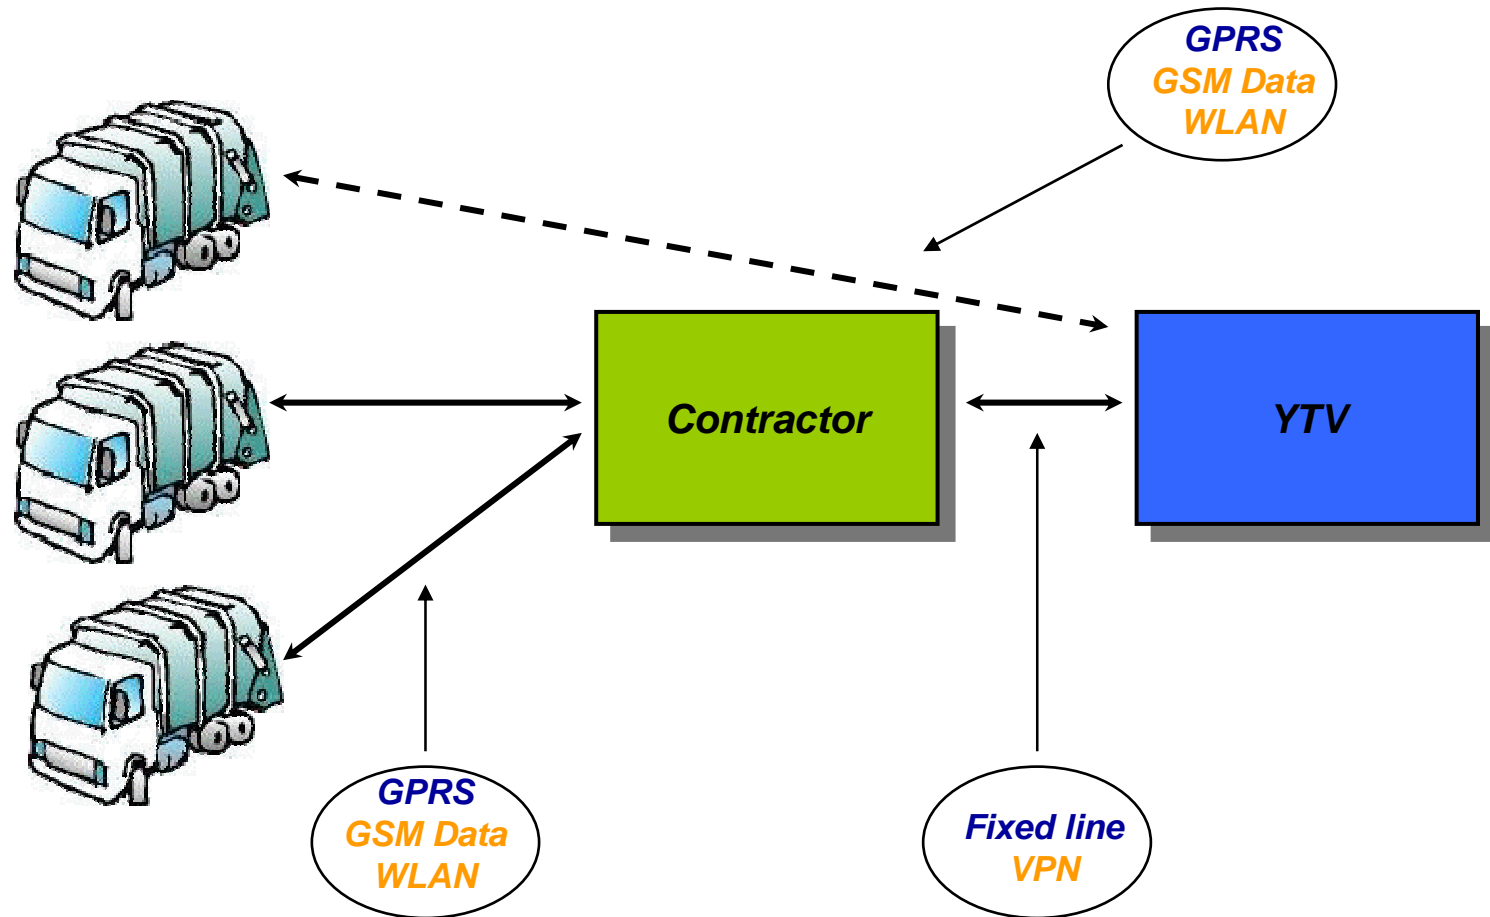 GPRS
GSM Data
WLAN
Contractor
YTV
GPRS
GSM Data
WLAN
Fixed line
VPN